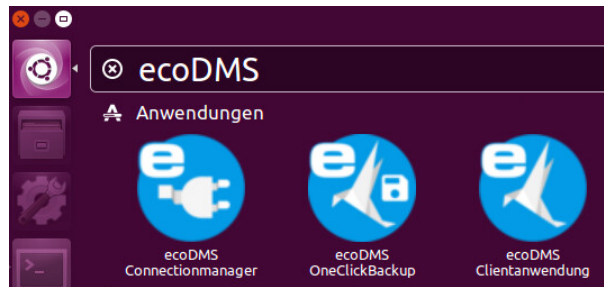 ecoDMS
Anwendungen
e
e
e
ecoDMS
Connectionmanager
ecoDMS
OneClickBackup
ecoDMS
Clientanwendung
>_